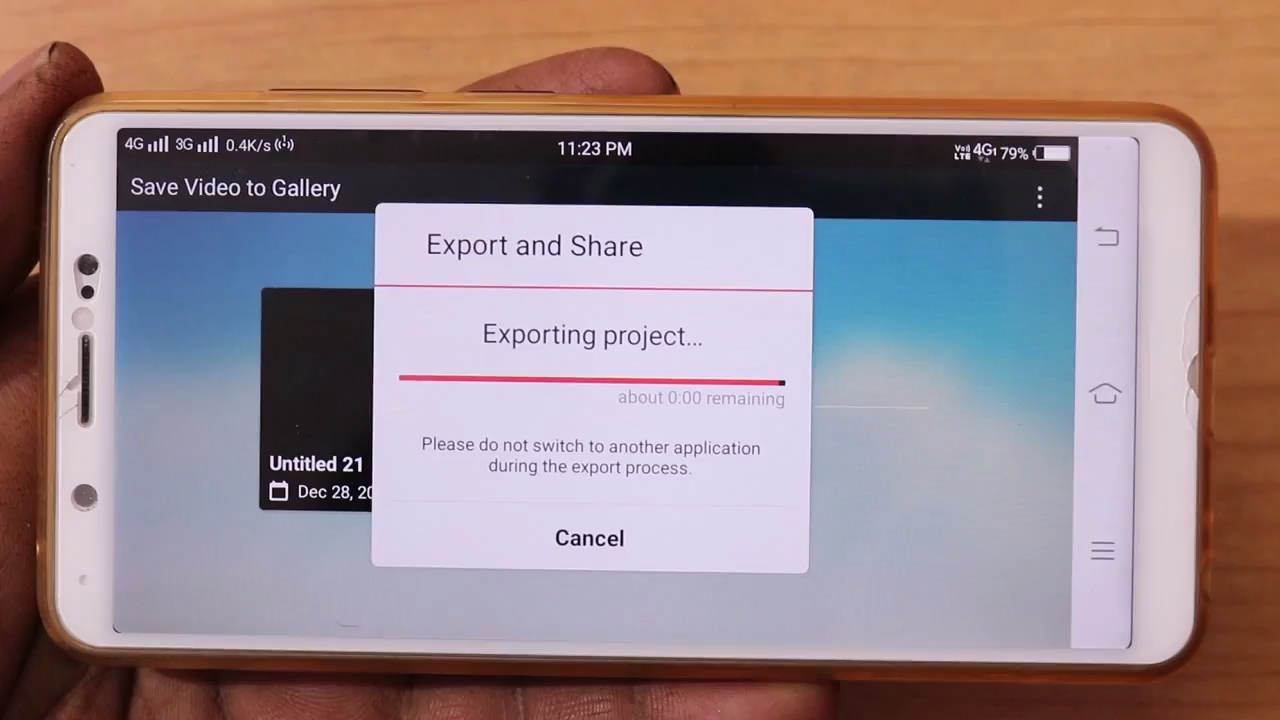 4G 3G 0.4K/s 11:23 PM VoLTE 4G1 79%
Save Video to Gallery
Export and Share
Exporting project...
about 0:00 remaining
Please do not switch to another application
during the export process.
Untitled 21
Dec 28, 20
Cancel